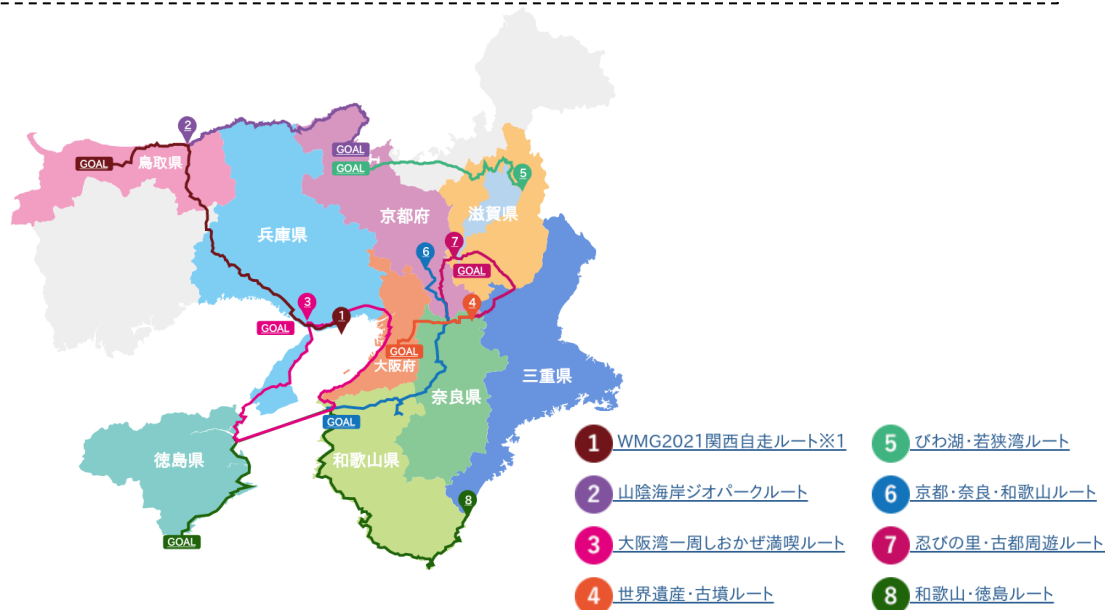 2
鳥取県
GOAL
GOAL
GOAL
5
兵庫県
京都府
滋賀県
6
7
GOAL
3
1
4
GOAL
GOAL
大阪府
三重県
奈良県
GOAL
徳島県
和歌山県
8
GOAL
1 WMG2021関西自走ルート※1
2 山陰海岸ジオパークルート
3 大阪湾一周しおかぜ満喫ルート
4 世界遺産・古墳ルート
5 びわ湖・若狭湾ルート
6 京都・奈良・和歌山ルート
7 忍びの里・古都周遊ルート
8 和歌山・徳島ルート